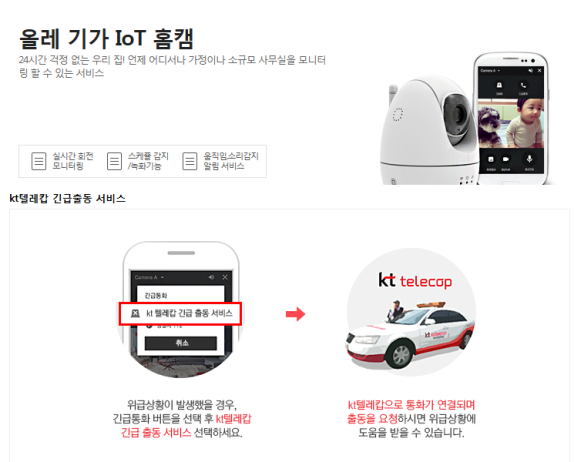 올레 기가 IoT 홈캠
24시간 걱정 없는 우리 집! 언제 어디서나 가정이나 소규모 사무실을 모니터
링 할 수 있는 서비스
Camera A
실시간 회전
모니터링
스케쥴 감지
/녹화기능
움직임,소리감지
알림 서비스
kt텔레캅 긴급출동 서비스
Camera A
긴급통화
kt 텔레캅 긴급 출동 서비스
취소
kt telecop
위급상황이 발생했을 경우,
긴급통화 버튼을 선택 후 kt텔레캅
긴급 출동 서비스 선택하세요.
kt텔레캅으로 통화가 연결되며
출동을 요청하시면 위급상황에
도움을 받을 수 있습니다.